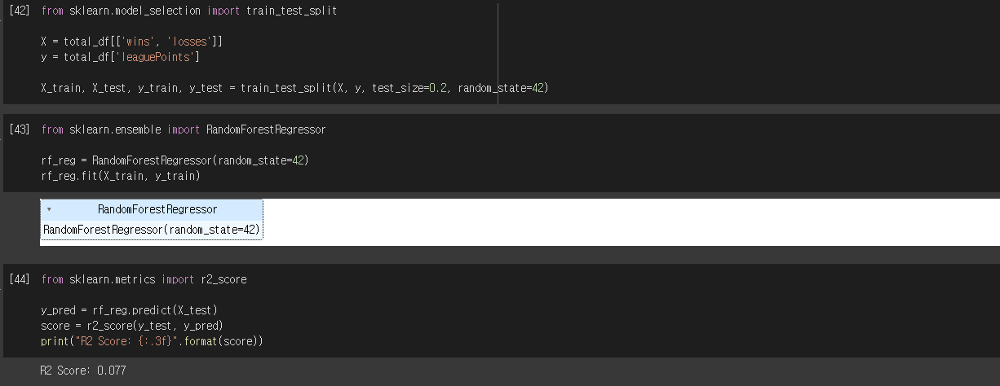 [42] from sklearn.model_selection import train_test_split
X = total_df[['wins', 'losses']]
y = total_df['leaguePoints']
X_train, X_test, y_train, y_test = train_test_split(X, y, test_size=0.2, random_state=42)
[43] from sklearn.ensemble import RandomForestRegressor
rf_reg = RandomForestRegressor(random_state=42)
rf_reg.fit(X_train, y_train)
▾ RandomForestRegressor
RandomForestRegressor(random_state=42)
[44] from sklearn.metrics import r2_score
y_pred = rf_reg.predict(X_test)
score = r2_score(y_test, y_pred)
print("R2 Score: {:.3f}".format(score))
R2 Score: 0.077